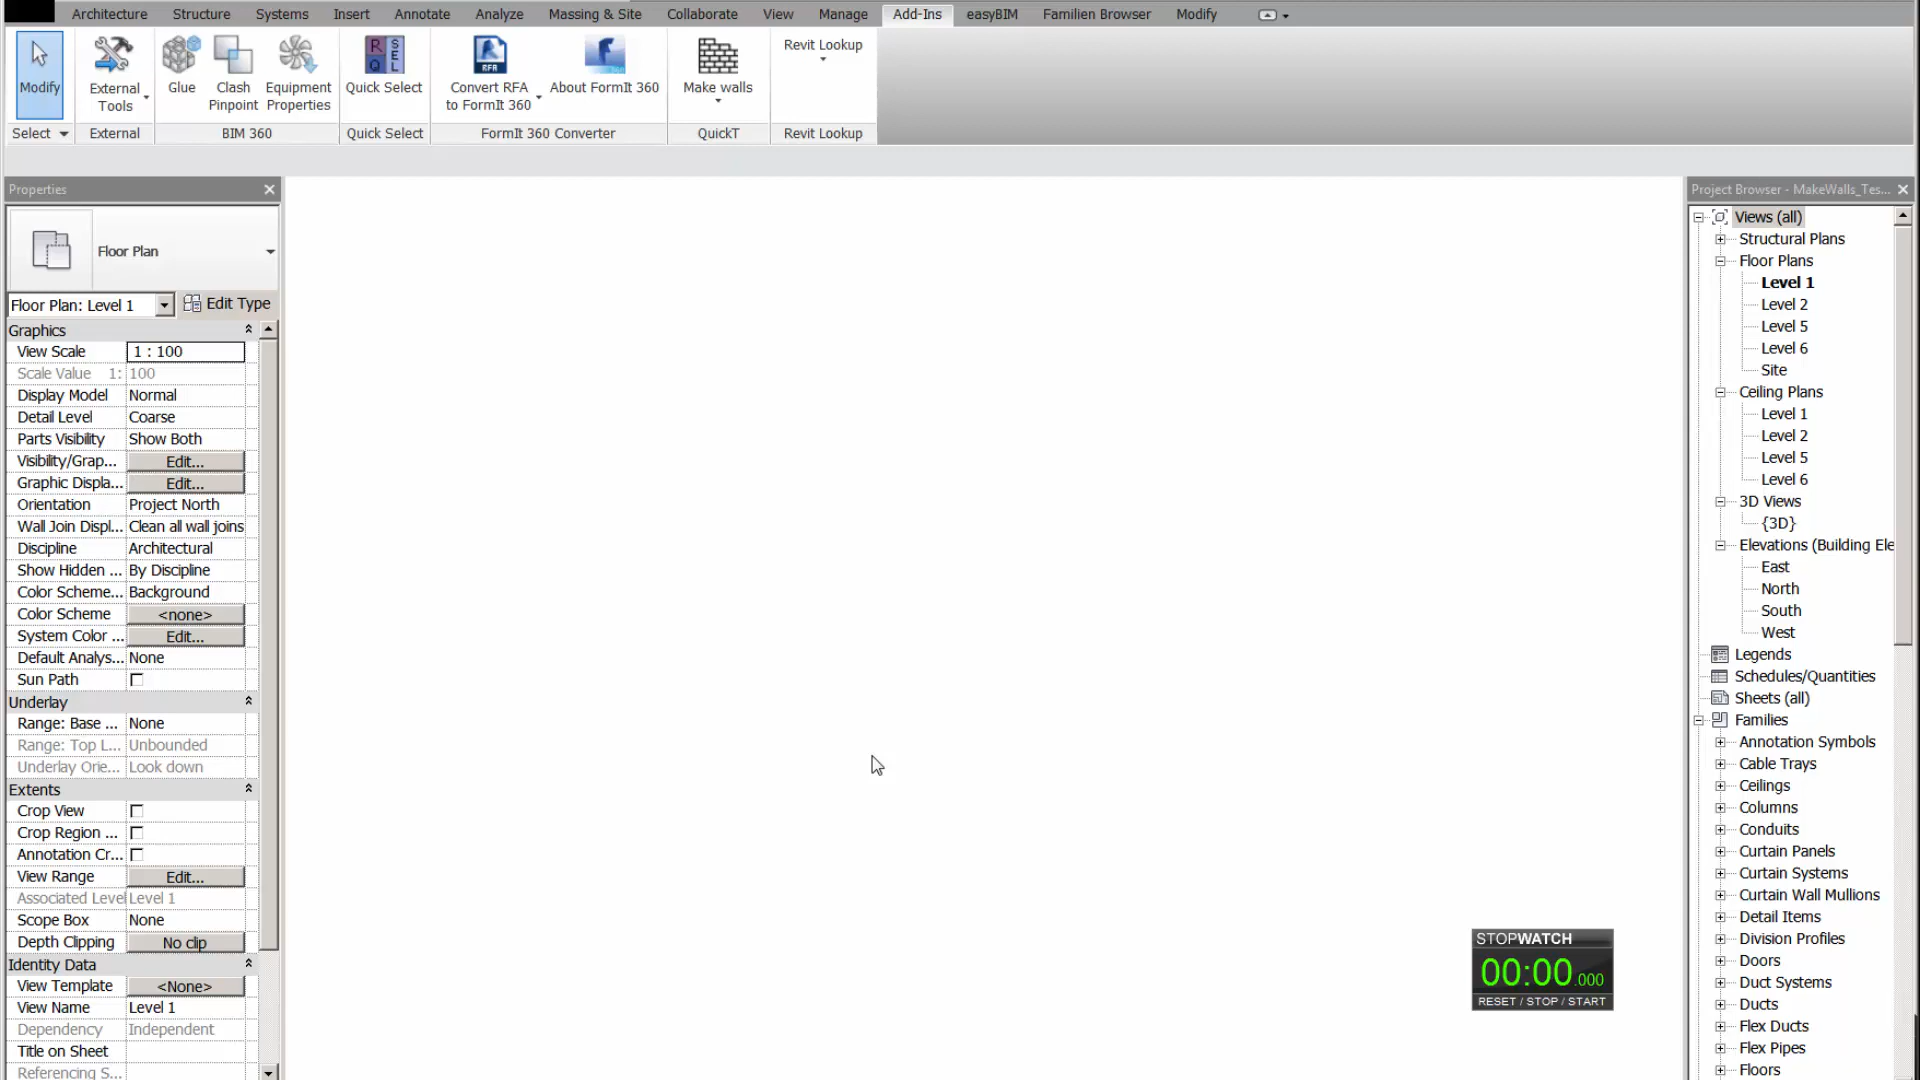 Architecture Structure Systems Insert Annotate Analyze Massing & Site Collaborate View Manage Add-Ins easyBIM Familien Browser Modify
Modify
External
Tools
Glue
Clash
Pinpoint
Equipment
Properties
R
Q
S
E
L
Quick Select
RFA
Convert RFA
to FormIt 360
About FormIt 360
Make walls
Revit Lookup
Select External BIM 360 Quick Select FormIt 360 Converter QuickT Revit Lookup
Properties
Floor Plan
Floor Plan: Level 1 Edit Type
Graphics
View Scale 1 : 100
Scale Value 1: 100
Display Model Normal
Detail Level Coarse
Parts Visibility Show Both
Visibility/Grap... Edit...
Graphic Displa... Edit...
Orientation Project North
Wall Join Displ... Clean all wall joins
Discipline Architectural
Show Hidden ... By Discipline
Color Scheme... Background
Color Scheme <none>
System Color ... Edit...
Default Analys... None
Sun Path
Underlay
Range: Base ... None
Range: Top L... Unbounded
Underlay Orie... Look down
Extents
Crop View
Crop Region ...
Annotation Cr...
View Range Edit...
Associated Level Level 1
Scope Box None
Depth Clipping No clip
Identity Data
View Template <None>
View Name Level 1
Dependency Independent
Title on Sheet
Referencing S...
STOPWATCH
00:00.000
RESET / STOP / START
Project Browser - MakeWalls_Tes...
Views (all)
Structural Plans
Floor Plans
Level 1
Level 2
Level 5
Level 6
Site
Ceiling Plans
Level 1
Level 2
Level 5
Level 6
3D Views
{3D}
Elevations (Building Ele
East
North
South
West
Legends
Schedules/Quantities
Sheets (all)
Families
Annotation Symbols
Cable Trays
Ceilings
Columns
Conduits
Curtain Panels
Curtain Systems
Curtain Wall Mullions
Detail Items
Division Profiles
Doors
Duct Systems
Ducts
Flex Ducts
Flex Pipes
Floors